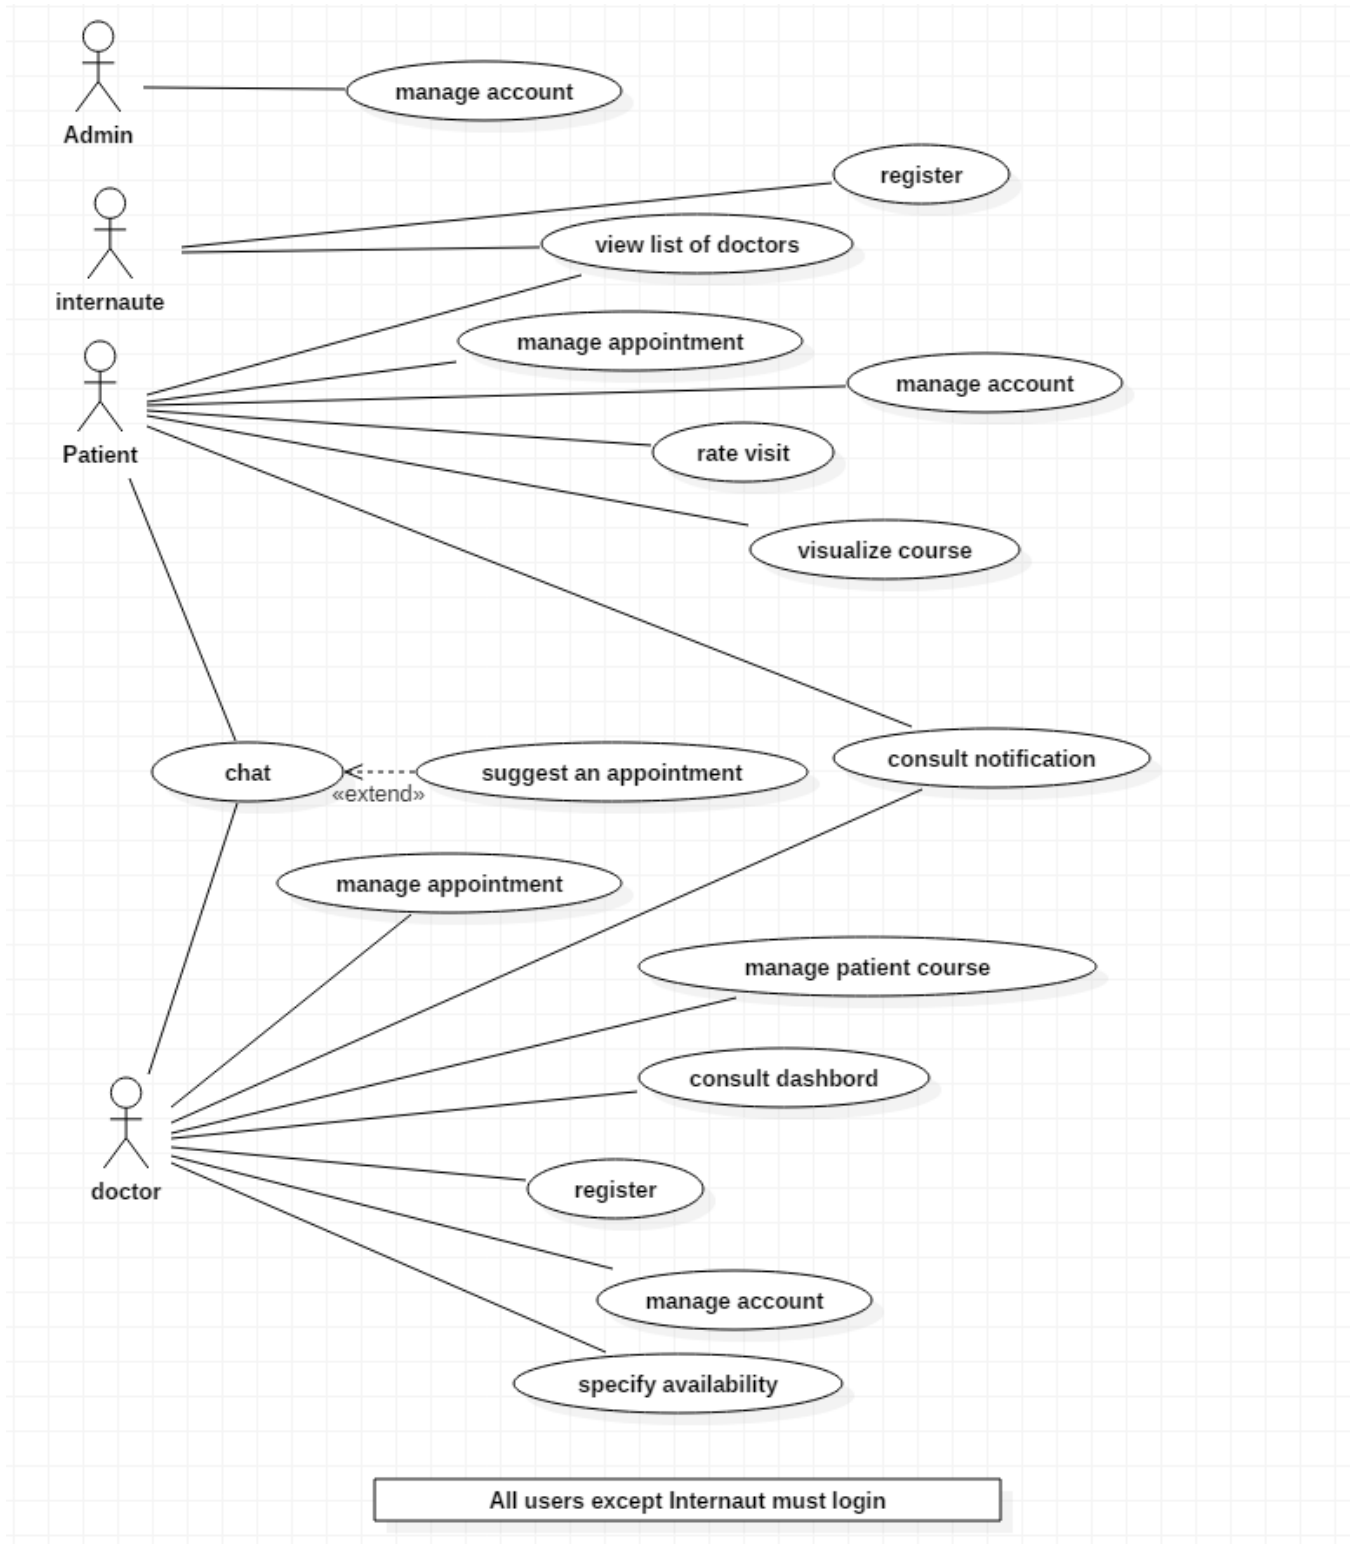 manage account
Admin
register
view list of doctors
internaute
manage appointment
manage account
Patient
rate visit
visualize course
consult notification
chat
suggest an appointment
«extend»
manage appointment
manage patient course
consult dashbord
doctor
register
manage account
specify availability
All users except Internaut must login